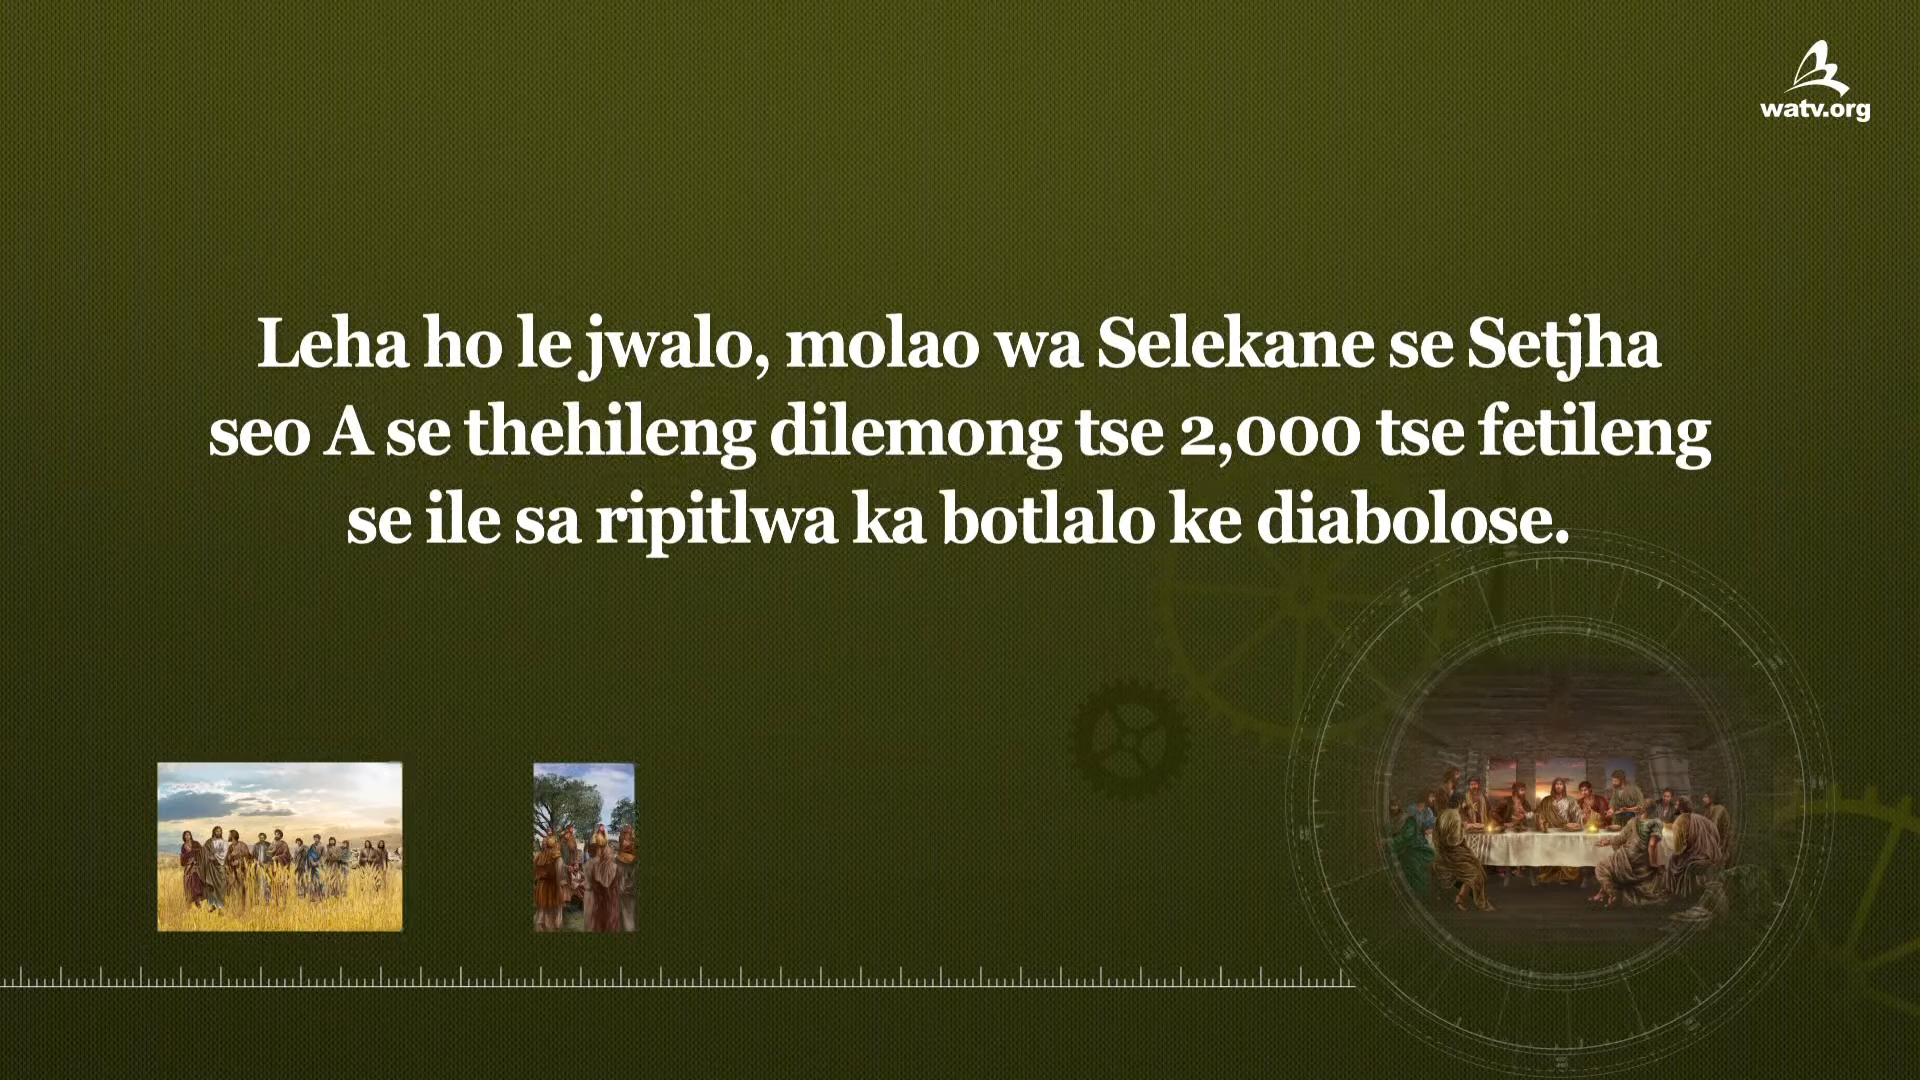 watv.org
Leha ho le jwalo, molao wa Selekane se Setjha
seo A se thehileng dilemong tse 2,000 tse fetileng
se ile sa ripitlwa ka botlalo ke diabolose.